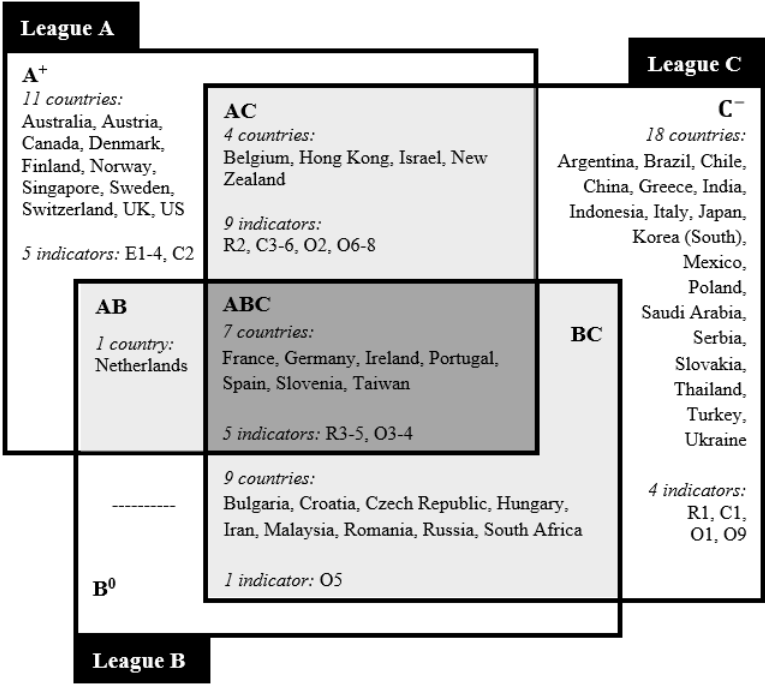 League A
A⁺
11 countries:
Australia, Austria,
Canada, Denmark,
Finland, Norway,
Singapore, Sweden,
Switzerland, UK, US
5 indicators: E1-4, C2
League C
AC
4 countries:
Belgium, Hong Kong, Israel, New
Zealand
9 indicators:
R2, C3-6, O2, O6-8
C⁻
18 countries:
Argentina, Brazil, Chile,
China, Greece, India,
Indonesia, Italy, Japan,
Korea (South),
Mexico,
Poland,
Saudi Arabia,
Serbia,
Slovakia,
Thailand,
Turkey,
Ukraine
4 indicators:
R1, C1,
O1, O9
AB
1 country:
Netherlands
ABC
7 countries:
France, Germany, Ireland, Portugal,
Spain, Slovenia, Taiwan
5 indicators: R3-5, O3-4
BC
9 countries:
Bulgaria, Croatia, Czech Republic, Hungary,
Iran, Malaysia, Romania, Russia, South Africa
1 indicator: O5
----------
B⁰
League B